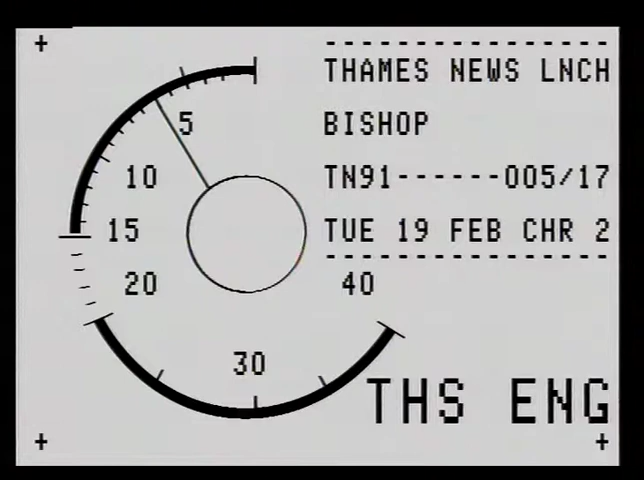 THAMES NEWS LNCH
BISHOP
TN91------005/17
TUE 19 FEB CHR 2
5
10
15
20
30
40
THS ENG